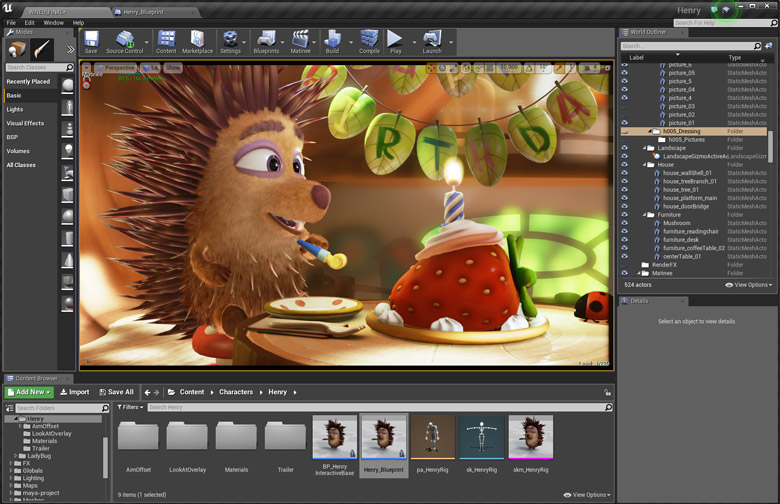 WIRED_FINAL*
Henry_Blueprint
Henry
File Edit Window Help
Search For Help
Modes
Search Classes
Recently Placed
Basic
Lights
Visual Effects
BSP
Volumes
All Classes
Save
Source Control
Content
Marketplace
Settings
Blueprints
Matinee
Build
Compile
Play
Launch
Perspective
Lit
Show
Matinee
R T H D A
World Outliner
Search...
Label
Type
picture_6 StaticMeshActo
picture_05 StaticMeshActo
picture_5 StaticMeshActo
picture_04 StaticMeshActo
picture_4 StaticMeshActo
picture_03 StaticMeshActo
picture_02 StaticMeshActo
picture_01 StaticMeshActo
h005_Dressing Folder
h005_Pictures Folder
Landscape Folder
LandscapeGizmoActiveA LandscapeGizm
House Folder
house_wallShell_01 StaticMeshActo
house_treeBranch_01 StaticMeshActo
house_tree_01 StaticMeshActo
house_platform_main StaticMeshActo
house_doorBridge StaticMeshActo
Furniture Folder
Mushroom StaticMeshActo
furniture_readingchair StaticMeshActo
furniture_desk StaticMeshActo
furniture_coffeeTable_02 StaticMeshActo
centerTable_01 StaticMeshActo
RenderFX Folder
Matinee Folder
524 actors
View Options
Details
Select an object to view details.
Content Browser
Add New
Import
Save All
Content
Characters
Henry
Search Folders
Henry
AimOffset
LookAtOverlay
Materials
Trailer
LadyBug
FX
Globals
Lighting
Maps
maya-project
Filters
Search Henry
AimOffset
LookAtOverlay
Materials
Trailer
BP_Henry
InteractiveBase
Henry_Blueprint
pa_HenryRig
sk_HenryRig
skm_HenryRig
9 items (1 selected)
View Options